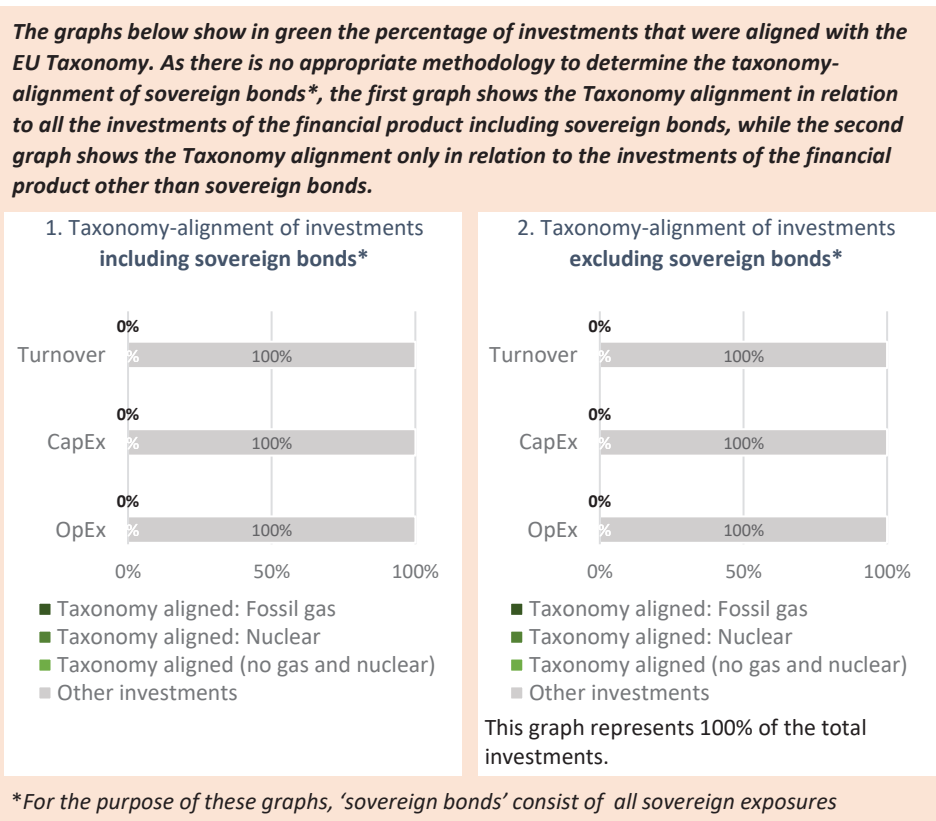 The graphs below show in green the percentage of investments that were aligned with the
EU Taxonomy. As there is no appropriate methodology to determine the taxonomy-
alignment of sovereign bonds*, the first graph shows the Taxonomy alignment in relation
to all the investments of the financial product including sovereign bonds, while the second
graph shows the Taxonomy alignment only in relation to the investments of the financial
product other than sovereign bonds.
1. Taxonomy-alignment of investments
including sovereign bonds*
0%
Turnover % 100%
0%
CapEx % 100%
0%
OpEx % 100%
0% 50% 100%
Taxonomy aligned: Fossil gas
Taxonomy aligned: Nuclear
Taxonomy aligned (no gas and nuclear)
Other investments
2. Taxonomy-alignment of investments
excluding sovereign bonds*
0%
Turnover % 100%
0%
CapEx % 100%
0%
OpEx % 100%
0% 50% 100%
Taxonomy aligned: Fossil gas
Taxonomy aligned: Nuclear
Taxonomy aligned (no gas and nuclear)
Other investments
This graph represents 100% of the total
investments.
*For the purpose of these graphs, ‘sovereign bonds’ consist of all sovereign exposures